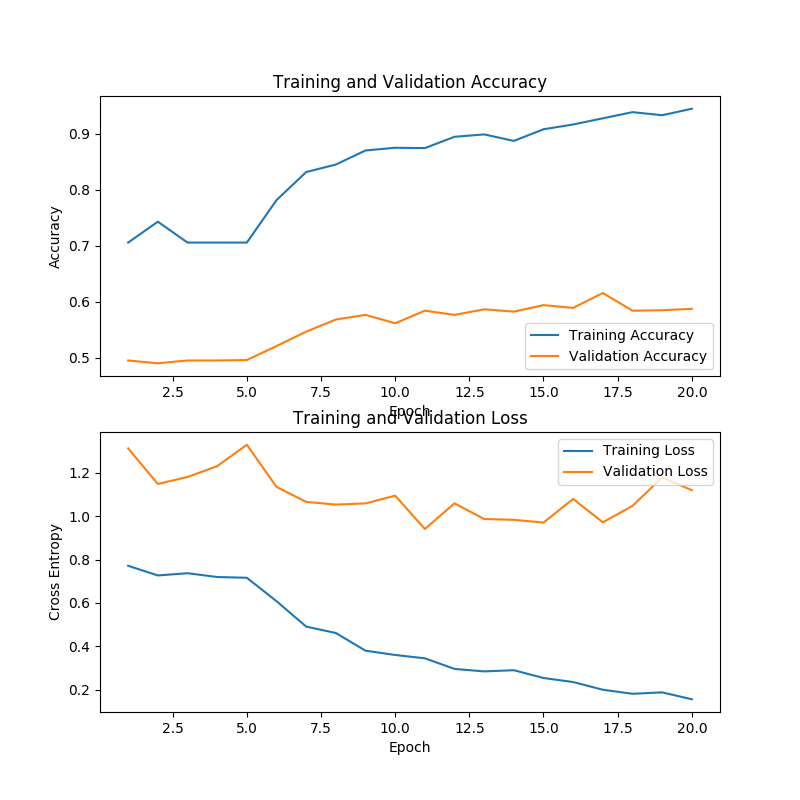 Training and Validation Accuracy
Accuracy
0.9
0.8
0.7
0.6
0.5
Training Accuracy
Validation Accuracy
2.5 5.0 7.5 10.0 12.5 15.0 17.5 20.0
Epoch
Training and Validation Loss
Cross Entropy
1.2
1.0
0.8
0.6
0.4
0.2
Training Loss
Validation Loss
2.5 5.0 7.5 10.0 12.5 15.0 17.5 20.0
Epoch